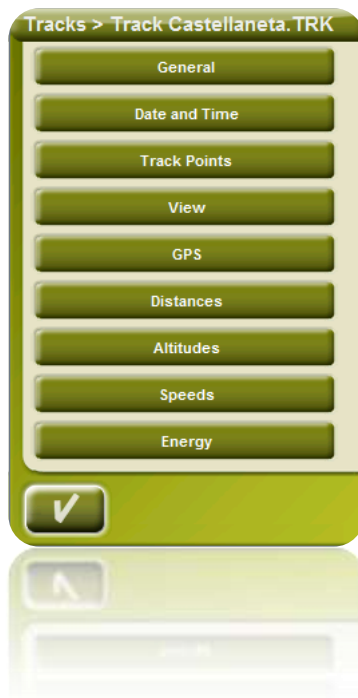 Tracks > Track Castellaneta.TRK
General
Date and Time
Track Points
View
GPS
Distances
Altitudes
Speeds
Energy